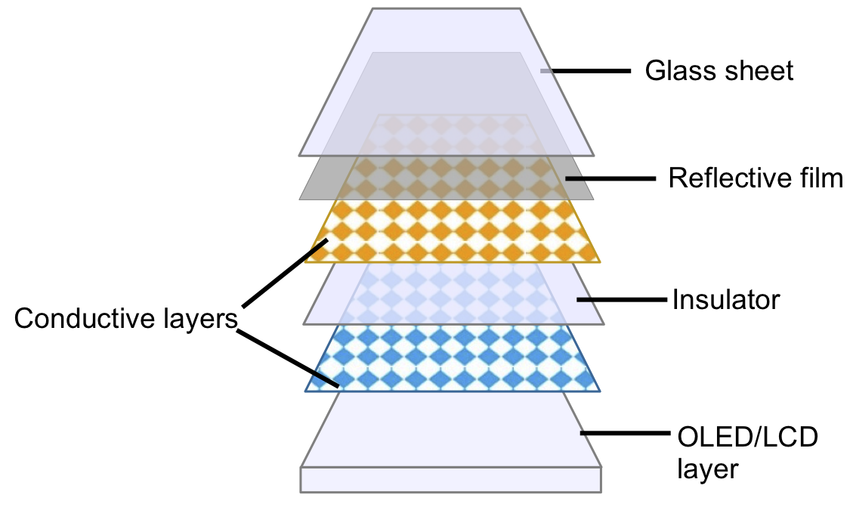 Glass sheet
Reflective film
Insulator
Conductive layers
OLED/LCD
layer